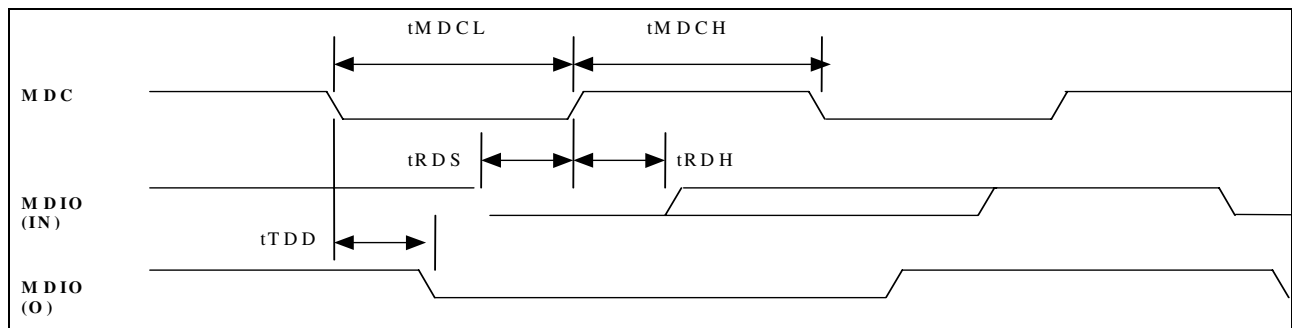 tMDCL
tMDCH
MDC
tRDS
tRDH
MDIO
(IN)
tTDD
MDIO
(O)